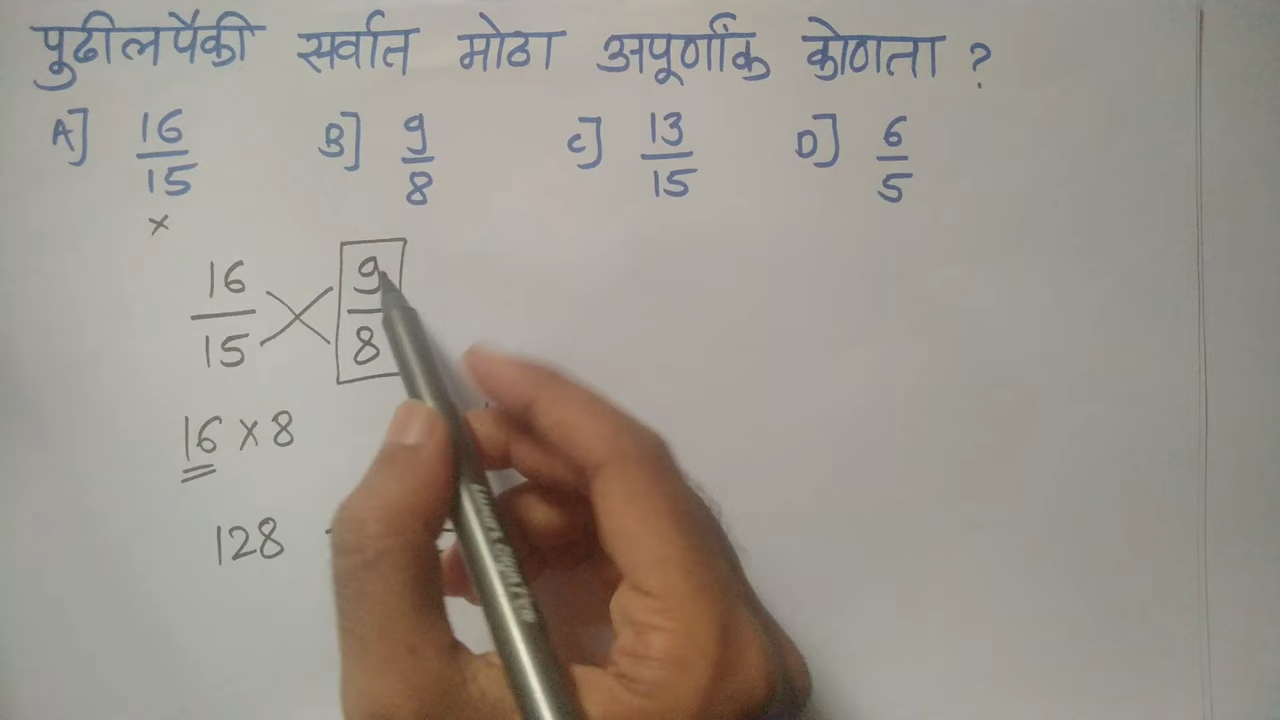 पुढीलपैकी सर्वात मोठा अपूर्णांक कोणता ?
A] 16/15 B] 9/8 C] 13/15 D] 6/5
×
16/15 × 9/8
16 × 8
128